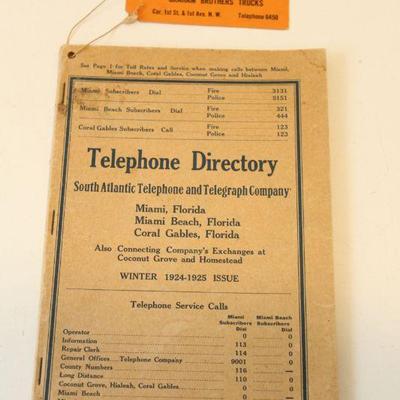 GRAHAM BROTHERS TRUCKS
Cor. 1st St. & 1st Ave. N. W. Telephone 6450
See Page 1 for Toll Rates and Service when making calls between Miami,
Miami Beach, Coral Gables, Cocoanut Grove and Hialeah
Miami Subscribers Dial Fire 3131
Police 5151
Miami Beach Subscribers Dial Fire 321
Police 444
Coral Gables Subscribers Call Fire 123
Police 123
Telephone Directory
South Atlantic Telephone and Telegraph Company
Miami, Florida
Miami Beach, Florida
Coral Gables, Florida
Also Connecting Company's Exchanges at
Cocoanut Grove and Homestead
WINTER 1924-1925 ISSUE
Telephone Service Calls
Miami Subscribers Dial
Miami Beach Subscribers Dial
Operator 0 0
Information 113 0
Repair Clerk 114 0
General Offices Telephone Company 9001 0
County Numbers 116 —
Long Distance 110 0
Cocoanut Grove, Hialeah, Coral Gables 0 0
Miami Beach